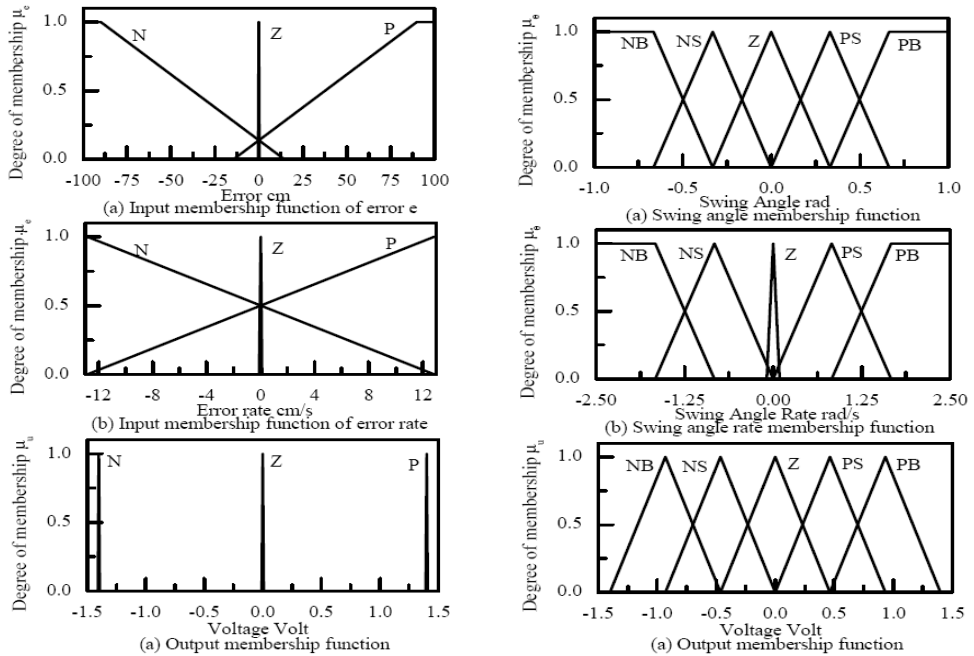 Degree of membership μe
1.0
0.5
0.0
N
Z
P
-100 -75 -50 -25 0 25 50 75 100
Error cm
(a) Input membership function of error e
Degree of membership μe
1.0
0.5
0.0
N
Z
P
-12 -8 -4 0 4 8 12
Error rate cm/s
(b) Input membership function of error rate
Degree of membership μu
1.0
0.5
0.0
N
Z
P
-1.5 -1.0 -0.5 0.0 0.5 1.0 1.5
Voltage Volt
(a) Output membership function
Degree of membership μθ
1.0
0.5
0.0
NB
NS
Z
PS
PB
-1.0 -0.5 0.0 0.5 1.0
Swing Angle rad
(a) Swing angle membership function
Degree of membership μθ
1.0
0.5
0.0
NB
NS
Z
PS
PB
-2.50 -1.25 0.00 1.25 2.50
Swing Angle Rate rad/s
(b) Swing angle rate membership function
Degree of membership μu
1.0
0.5
0.0
NB
NS
Z
PS
PB
-1.5 -1.0 -0.5 0.0 0.5 1.0 1.5
Voltage Volt
(a) Output membership function